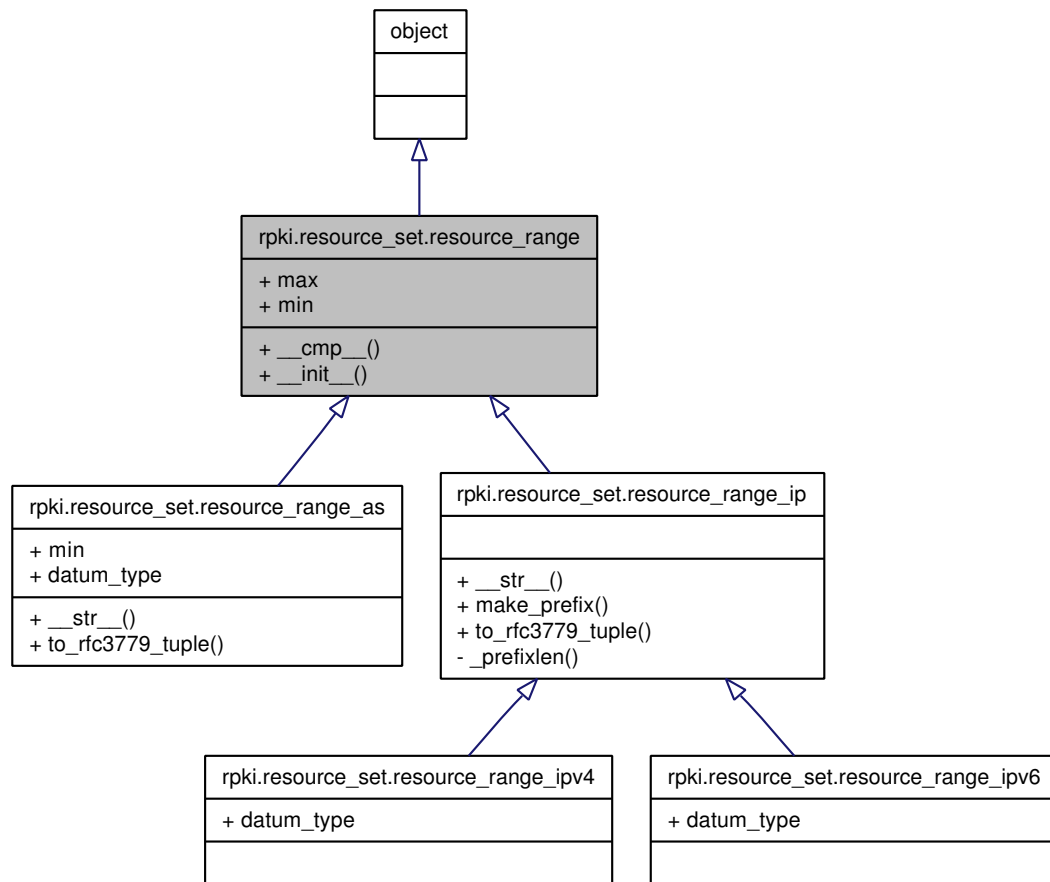 object
rpki.resource_set.resource_range
+ max
+ min
+ __cmp__()
+ __init__()
rpki.resource_set.resource_range_as
+ min
+ datum_type
+ __str__()
+ to_rfc3779_tuple()
rpki.resource_set.resource_range_ip
+ __str__()
+ make_prefix()
+ to_rfc3779_tuple()
- _prefixlen()
rpki.resource_set.resource_range_ipv4
+ datum_type
rpki.resource_set.resource_range_ipv6
+ datum_type